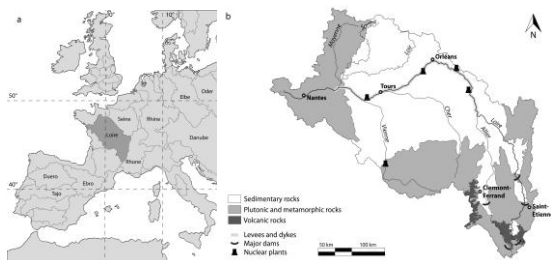 a
10°
50°
40°
Elbe
Oder
Seine
Rhine
Loire
Danube
Rhone
Duero
Ebro
Tajo
b
N
Mayenne
Loir
Orléans
Tours
Nantes
Vienne
Cher
Allier
Loire
Clermont-
Ferrand
Saint-
Etienne
Sedimentary rocks
Plutonic and metamorphic rocks
Volcanic rocks
Levees and dykes
Major dams
Nuclear plants
50 km
100 km